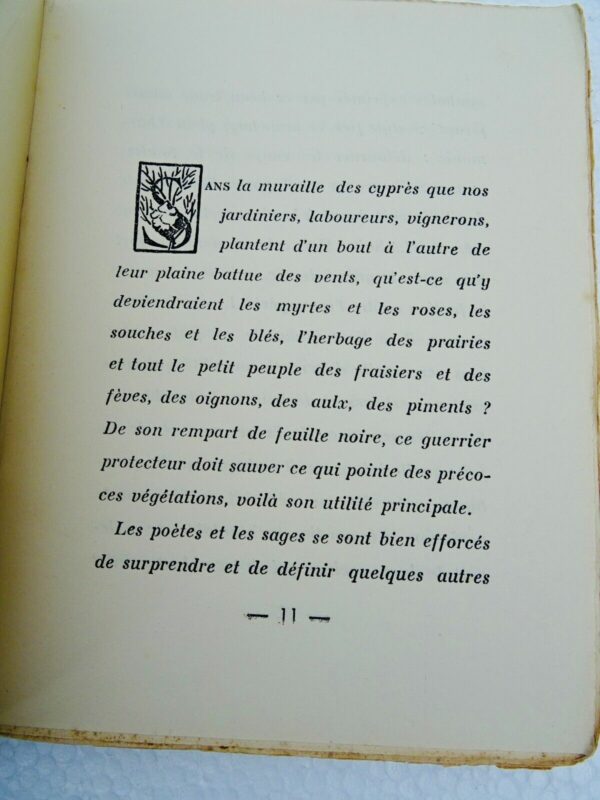 SANS la muraille des cyprès que nos
jardiniers, laboureurs, vignerons,
plantent d'un bout à l'autre de
leur plaine battue des vents, qu'est-ce qu'y
deviendraient les myrtes et les roses, les
souches et les blés, l'herbage des prairies
et tout le petit peuple des fraisiers et des
fèves, des oignons, des aulx, des piments ?
De son rempart de feuille noire, ce guerrier
protecteur doit sauver ce qui pointe des préco-
ces végétations, voilà son utilité principale.
Les poètes et les sages se sont bien efforcés
de surprendre et de définir quelques autres
— 11 —